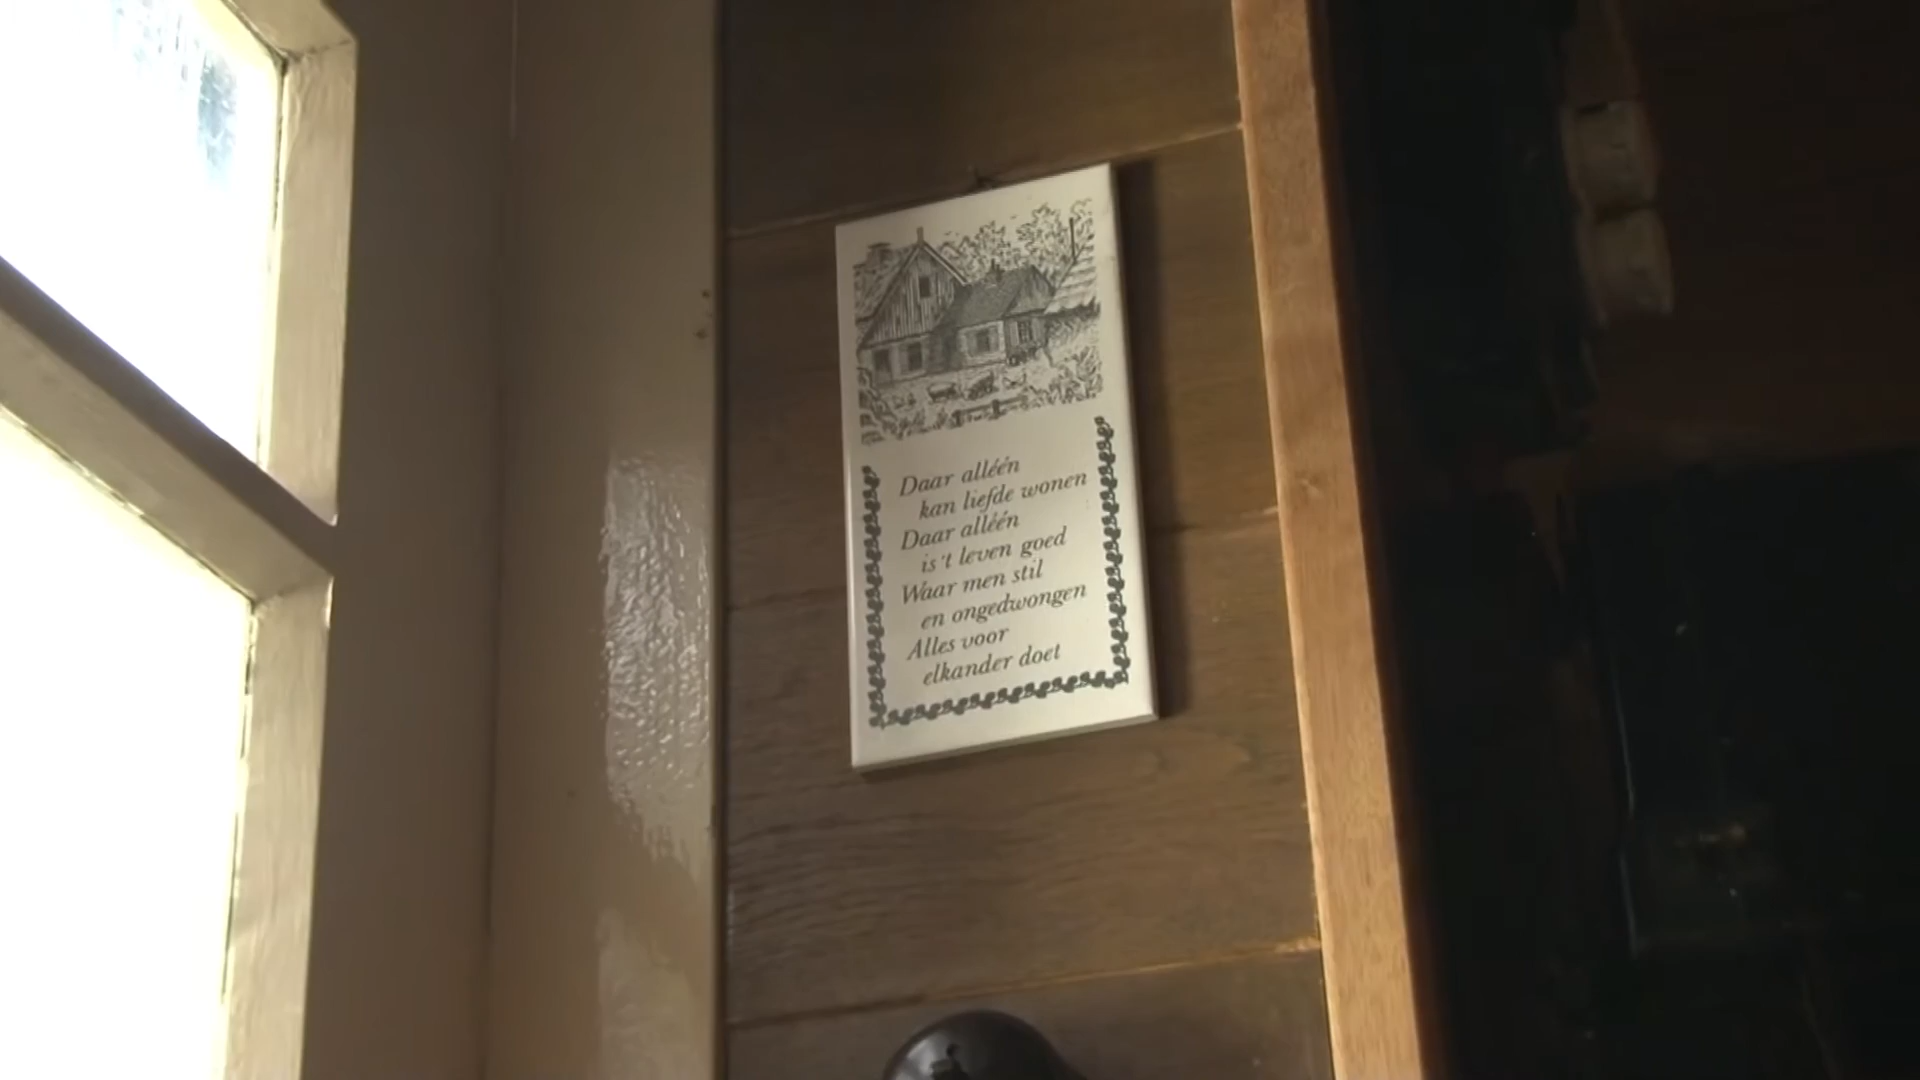 Daar alléén
kan liefde wonen
Daar alléén
is 't leven goed
Waar men stil
en ongedwongen
Alles voor
elkander doet